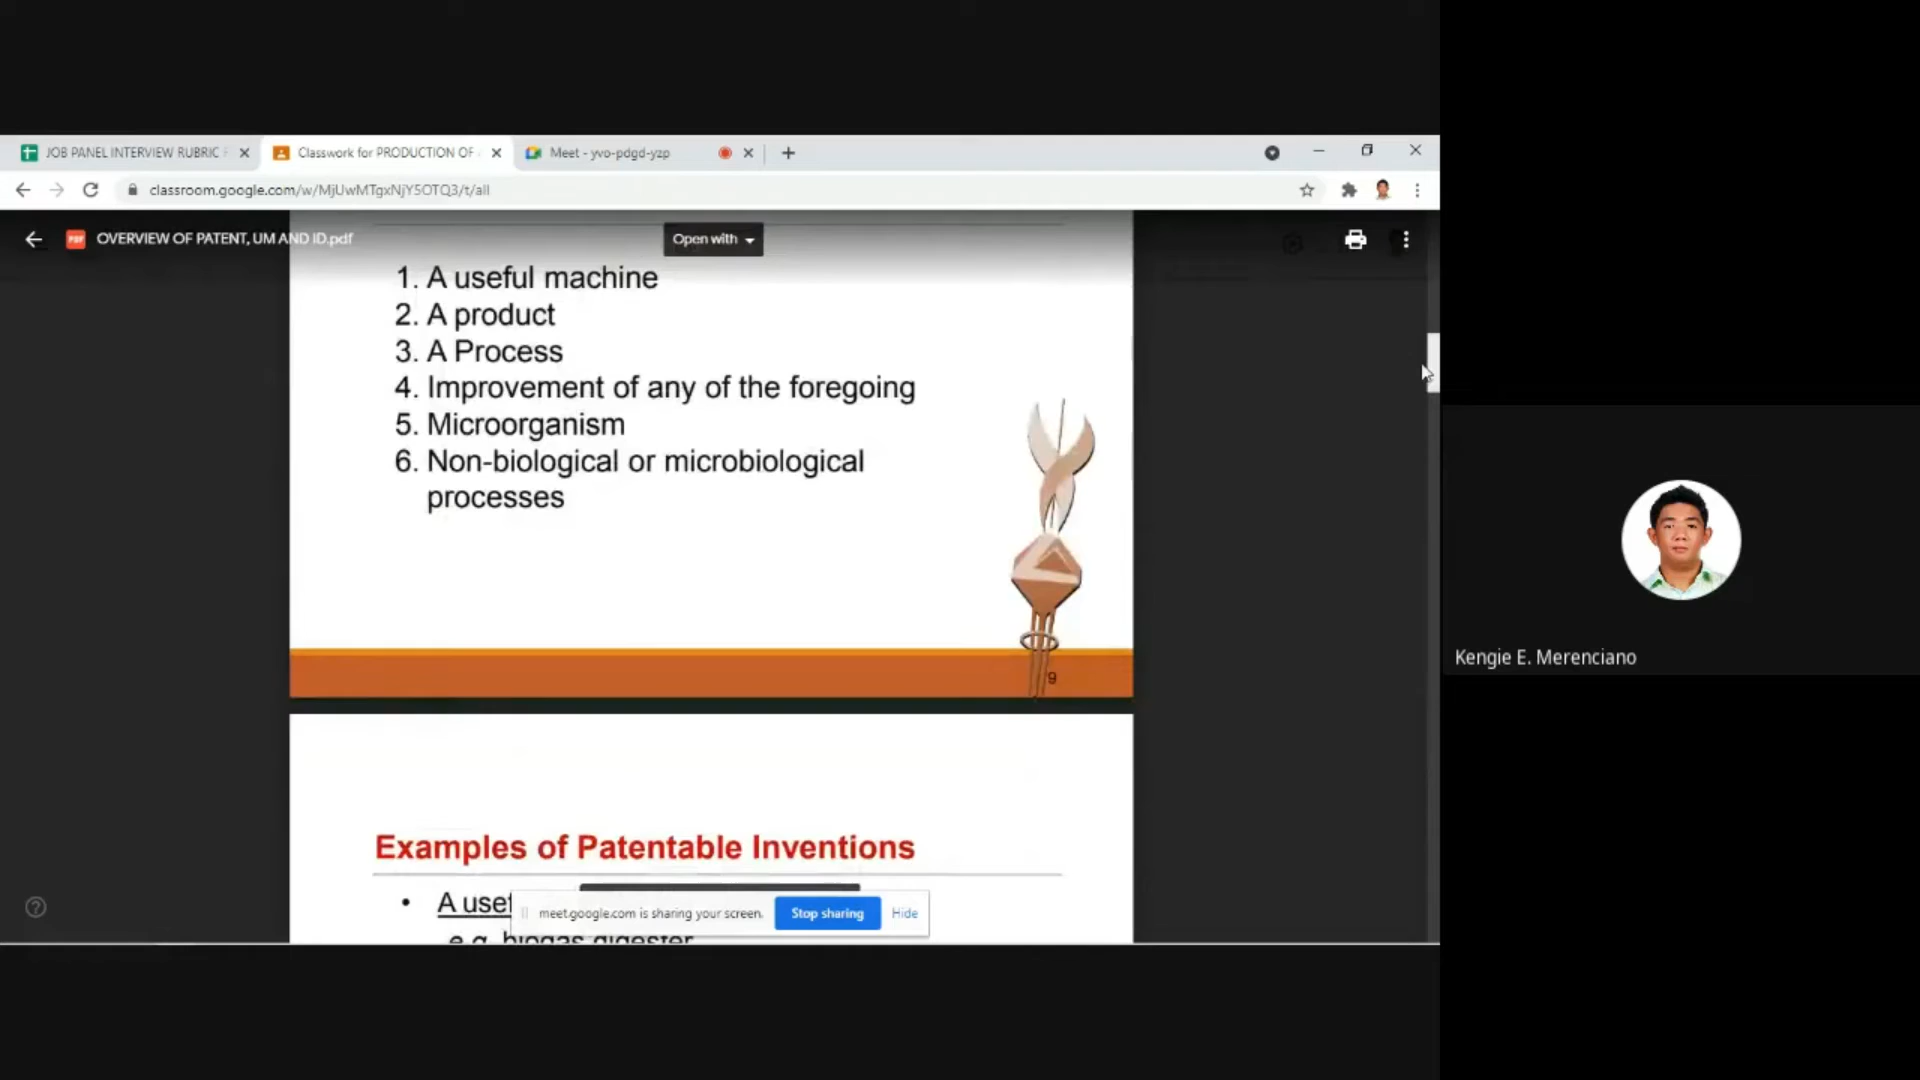 JOB PANEL INTERVIEW RUBRIC
Classwork for PRODUCTION OF
Meet - yvo-pdgd-yzp
classroom.google.com/w/MjUwMTgxNjY5OTQ3/t/all
PDF
OVERVIEW OF PATENT, UM AND ID.pdf
Open with
1. A useful machine
2. A product
3. A Process
4. Improvement of any of the foregoing
5. Microorganism
6. Non-biological or microbiological
processes
9
Kengie E. Merenciano
Examples of Patentable Inventions
• A
meet.google.com is sharing your screen.
Stop sharing
Hide
e.g. biogas digester